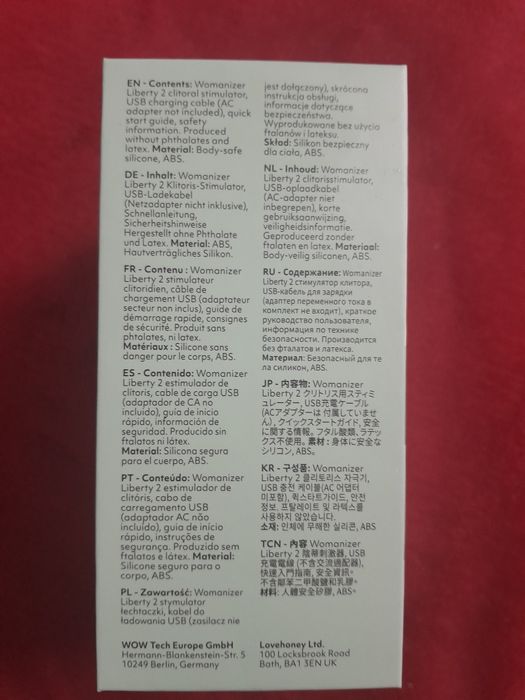 EN - Contents: Womanizer
Liberty 2 clitoral stimulator,
USB charging cable (AC
adapter not included), quick
start guide, safety
information. Produced
without phthalates and
latex. Material: Body-safe
silicone, ABS.
DE - Inhalt: Womanizer
Liberty 2 Klitoris-Stimulator,
USB-Ladekabel
(Netzadapter nicht inklusive),
Schnellanleitung,
Sicherheitshinweise
Hergestellt ohne Phthalate
und Latex. Material: ABS,
Hautverträgliches Silikon.
FR - Contenu : Womanizer
Liberty 2 stimulateur
clitoridien, câble de
chargement USB (adaptateur
secteur non inclus), guide de
démarrage rapide, consignes
de sécurité. Produit sans
phtalates, ni latex.
Matériaux : Silicone sans
danger pour le corps, ABS.
ES - Contenido: Womanizer
Liberty 2 estimulador de
clítoris, cable de carga USB
(adaptador de CA no
incluido), guía de inicio
rápido, información de
seguridad. Producido sin
ftalatos ni látex.
Material: Silicona segura
para el cuerpo, ABS.
PT - Conteúdo: Womanizer
Liberty 2 estimulador de
clitóris, cabo de
carregamento USB
(adaptador AC não
incluído), guia de início
rápido, instruções de
segurança. Produzido sem
ftalatos e látex. Material:
Silicone seguro para o
corpo, ABS.
PL - Zawartość: Womanizer
Liberty 2 stymulator
łechtaczki, kabel do
ładowania USB (zasilacz nie
jest dołączony), skrócona
instrukcja obsługi,
informacje dotyczące
bezpieczeństwa.
Wyprodukowane bez użycia
ftalanów i lateksu.
Skład: Silikon bezpieczny
dla ciała, ABS.
NL - Inhoud: Womanizer
Liberty 2 clitorisstimulator,
USB-oplaadkabel
(AC-adapter niet
inbegrepen), korte
gebruiksaanwijzing,
veiligheidsinformatie.
Geproduceerd zonder
ftalaten en latex. Materiaal:
Body-veilig siliconen, ABS.
RU - Содержание: Womanizer
Liberty 2 стимулятор клитора,
USB-кабель для зарядки
(адаптер переменного тока в
комплект не входит), краткое
руководство пользователя,
информация по технике
безопасности. Производится
без фталатов и латекса.
Материал: Безопасный для те
ла силикон, ABS.
JP - 内容物: Womanizer
Liberty 2 クリトリス用スティミ
ュレーター, USB充電ケーブル
(ACアダプターは 付属していませ
ん), クイックスタートガイド, 安全
に関する情報。フタル酸類、ラテッ
クス不使用。素材 : 身体に安全な
シリコン, ABS。
KR - 구성품: Womanizer
Liberty 2 클리토리스 자극기,
USB 충전 케이블(AC 어댑터
미포함), 퀵스타트가이드, 안전
정보. 프탈레이트 및 라텍스를
사용하지 않았습니다.
소재: 인체에 무해한 실리콘, ABS
TCN - 內容 Womanizer
Liberty 2 陰蒂刺激器, USB
充電電線 (不含交流適配器),
快速入門指南, 安全資訊。
不含鄰苯二甲酸鹽和乳膠。
材料: 人體安全矽膠, ABS。
WOW Tech Europe GmbH
Hermann-Blankenstein-Str. 5
10249 Berlin, Germany
Lovehoney Ltd.
100 Locksbrook Road
Bath, BA1 3EN UK